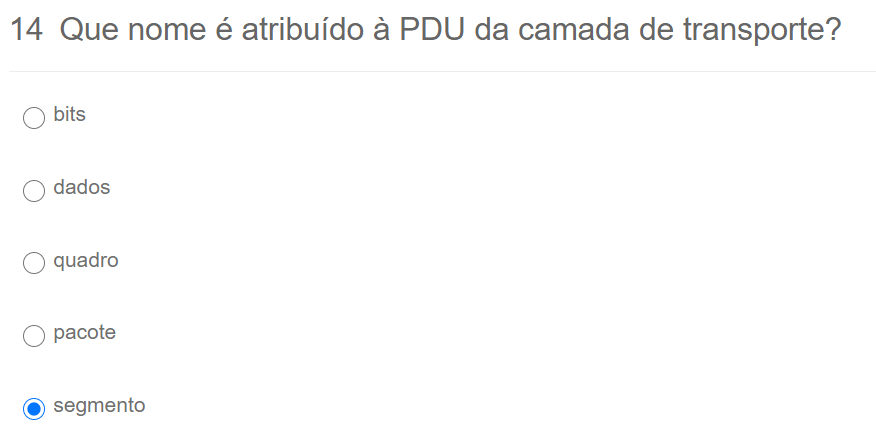 14 Que nome é atribuído à PDU da camada de transporte?
bits
dados
quadro
pacote
segmento